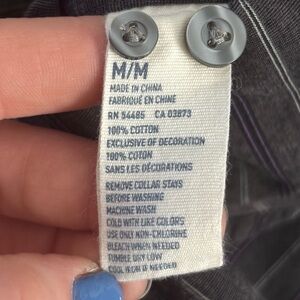 M/M
MADE IN CHINA
FABRIQUÉ EN CHINE
RN 54485 CA 03873
100% COTTON
EXCLUSIVE OF DECORATION
100% COTON
SANS LES DÉCORATIONS
REMOVE COLLAR STAYS
BEFORE WASHING
MACHINE WASH
COLD WITH LIKE COLORS
USE ONLY NON-CHLORINE
BLEACH WHEN NEEDED
TUMBLE DRY LOW
COOL IRON IF NEEDED